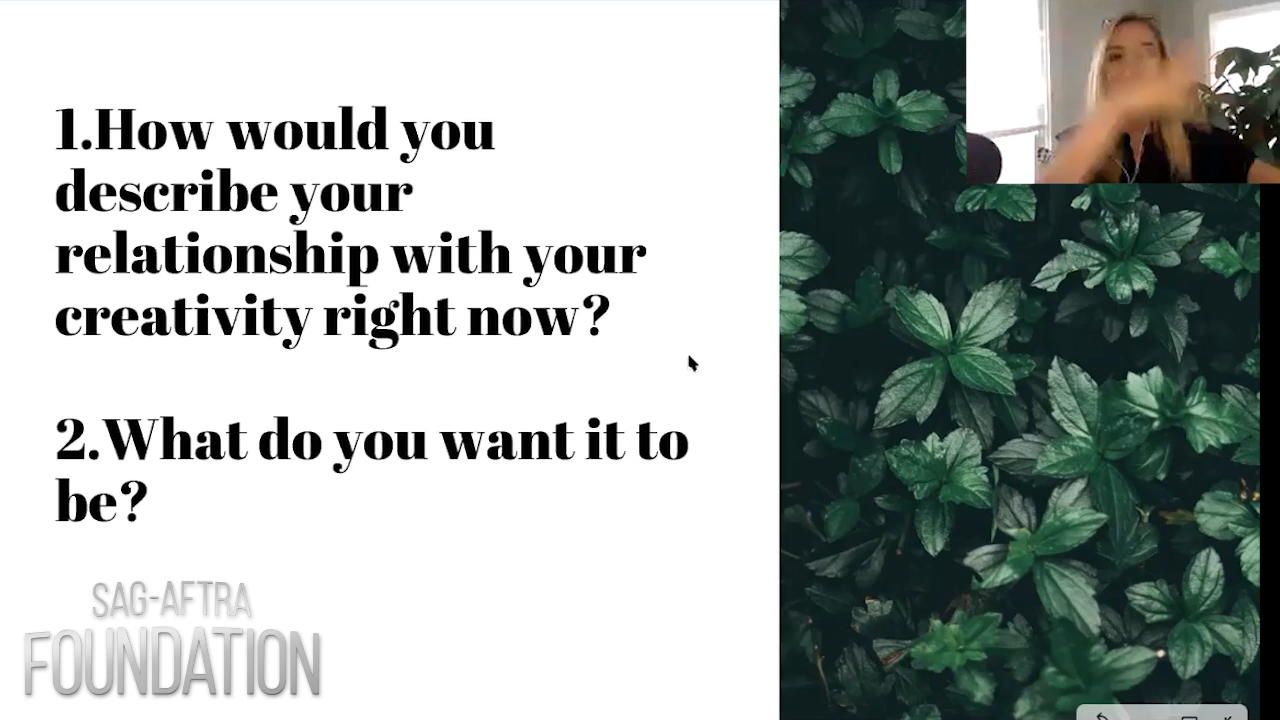 1.How would you
describe your
relationship with your
creativity right now?
2.What do you want it to
be?
SAG-AFTRA
FOUNDATION